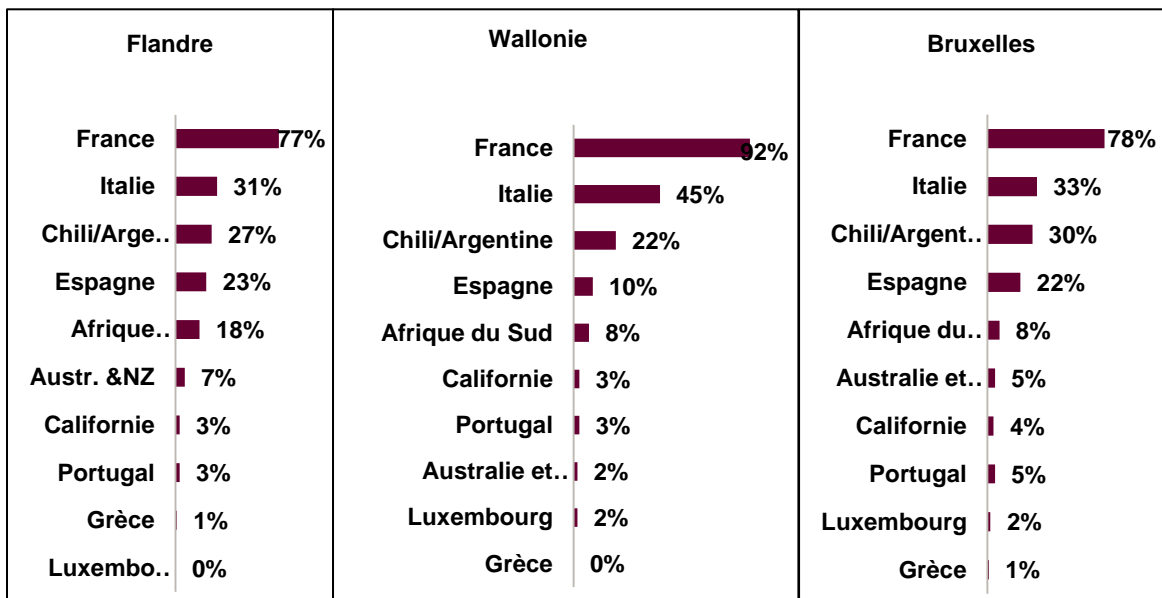 Flandre
France 77%
Italie 31%
Chili/Arge.. 27%
Espagne 23%
Afrique.. 18%
Austr. &NZ 7%
Californie 3%
Portugal 3%
Grèce 1%
Luxembo.. 0%
Wallonie
France 92%
Italie 45%
Chili/Argentine 22%
Espagne 10%
Afrique du Sud 8%
Californie 3%
Portugal 3%
Australie et.. 2%
Luxembourg 2%
Grèce 0%
Bruxelles
France 78%
Italie 33%
Chili/Argent.. 30%
Espagne 22%
Afrique du.. 8%
Australie et.. 5%
Californie 4%
Portugal 5%
Luxembourg 2%
Grèce 1%